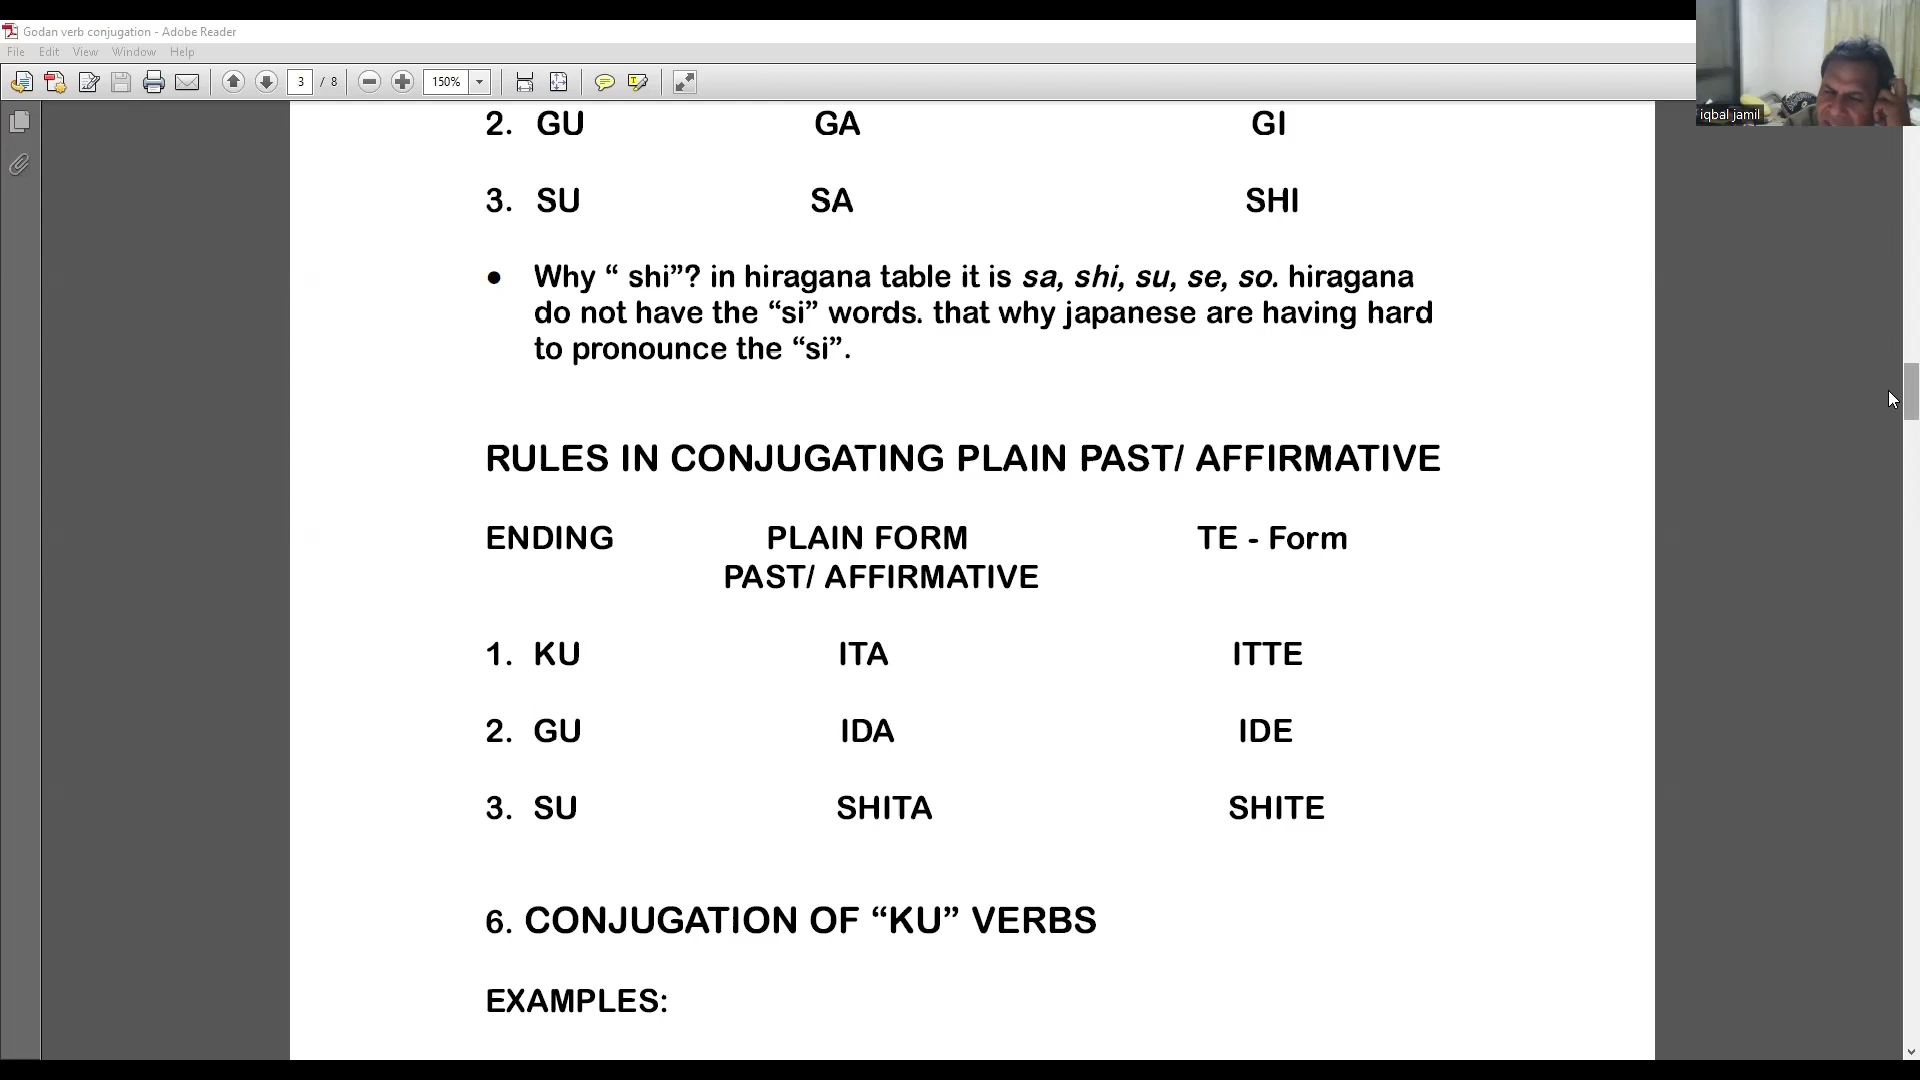 Godan verb conjugation - Adobe Reader
File Edit View Window Help
3 / 8 150%
iqbal jamil
2. GU GA GI
3. SU SA SHI
● Why “ shi”? in hiragana table it is sa, shi, su, se, so. hiragana
do not have the “si” words. that why japanese are having hard
to pronounce the “si”.
RULES IN CONJUGATING PLAIN PAST/ AFFIRMATIVE
ENDING PLAIN FORM TE - Form
PAST/ AFFIRMATIVE
1. KU ITA ITTE
2. GU IDA IDE
3. SU SHITA SHITE
6. CONJUGATION OF “KU” VERBS
EXAMPLES: